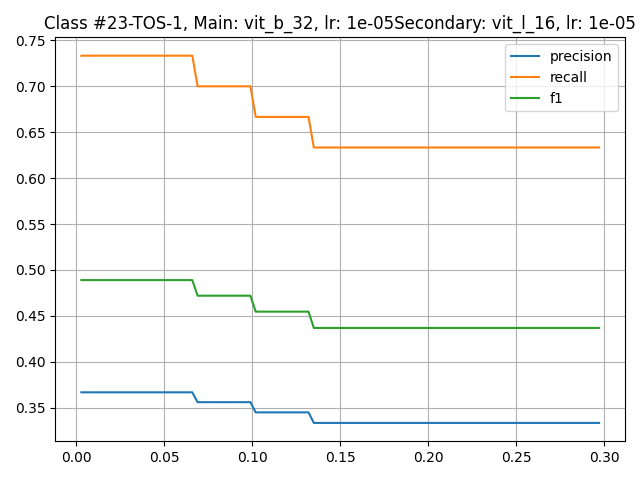 Class #23-TOS-1, Main: vit_b_32, lr: 1e-05Secondary: vit_l_16, lr: 1e-05
0.75
0.70
0.65
0.60
0.55
0.50
0.45
0.40
0.35
precision
recall
f1
0.00 0.05 0.10 0.15 0.20 0.25 0.30